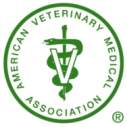 AMERICAN VETERINARY MEDICAL
ASSOCIATION
V
®